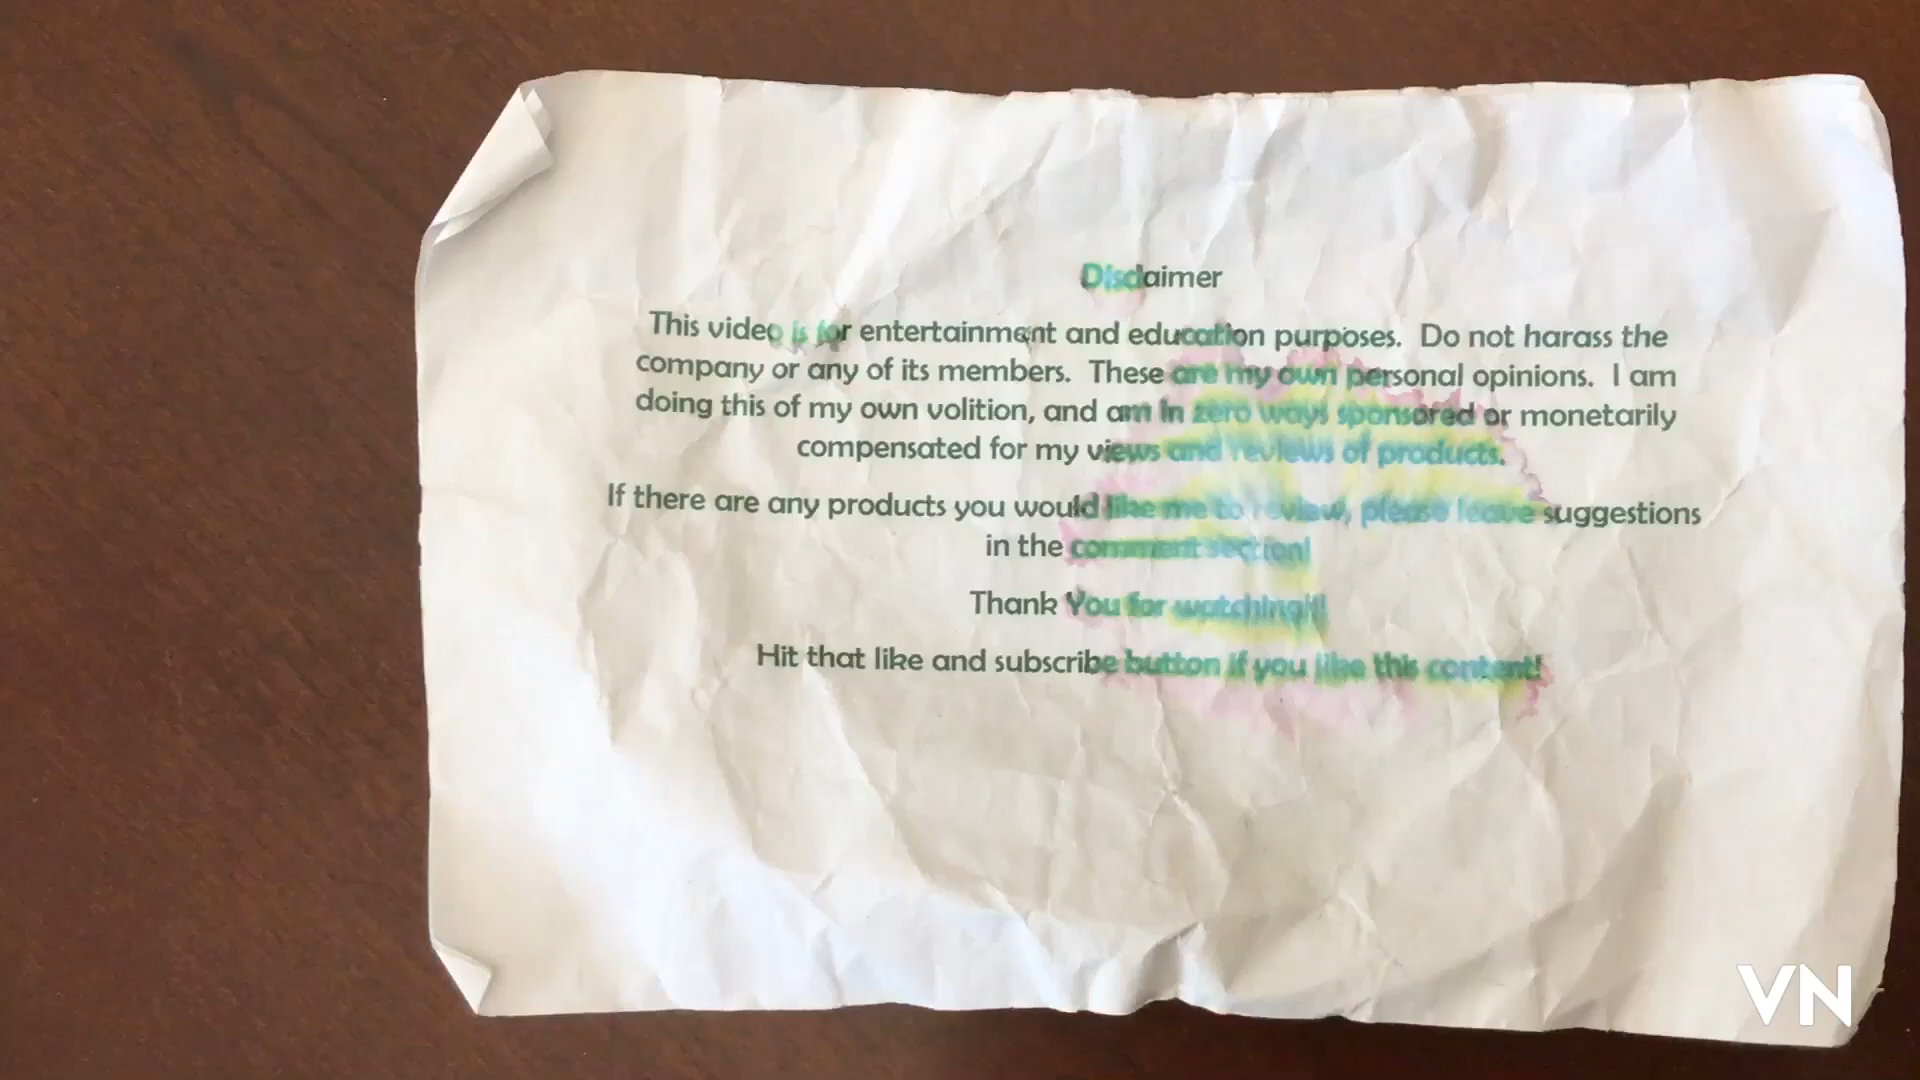 Disclaimer
This video is for entertainment and education purposes.  Do not harass the
company or any of its members.  These are my own personal opinions.  I am
doing this of my own volition, and am in zero ways sponsored or monetarily
compensated for my views and reviews of products.
If there are any products you would like me to review, please leave suggestions
in the comment section!
Thank You for watching!!!
Hit that like and subscribe button if you like this content!
VN